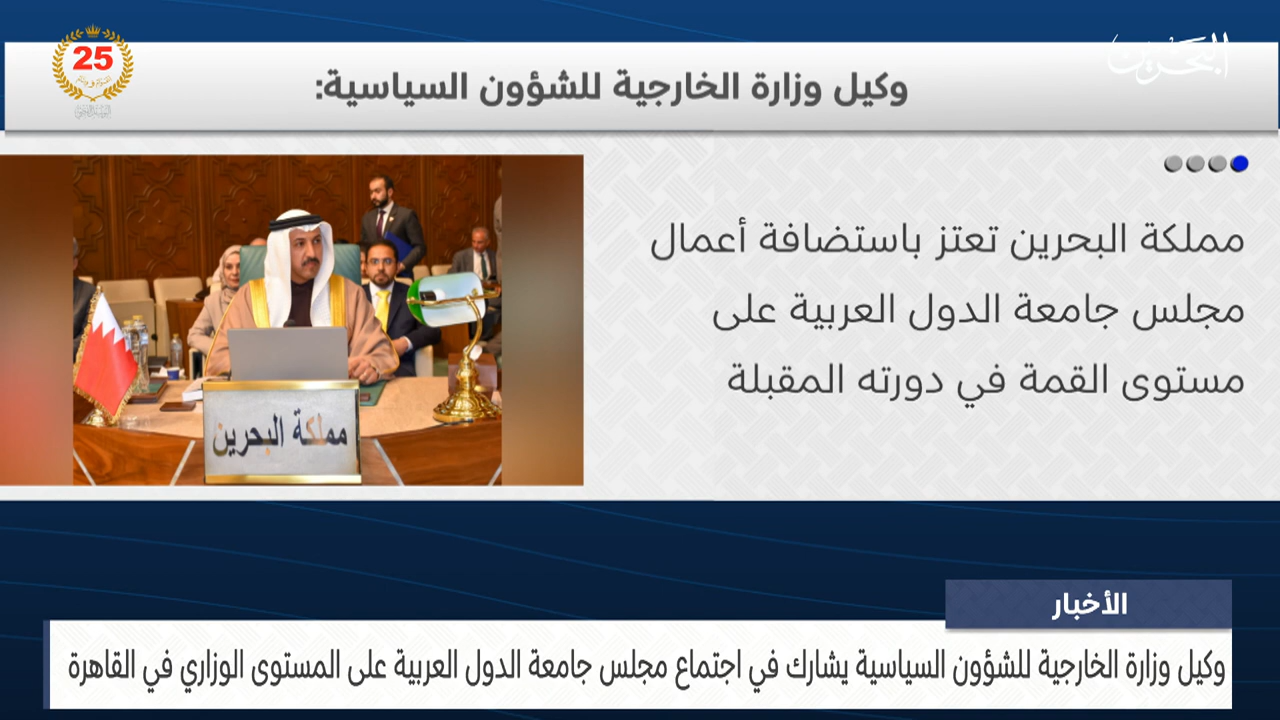 البحرين
25
وكيل وزارة الخارجية للشؤون السياسية:
مملكة البحرين تعتز باستضافة أعمال
مجلس جامعة الدول العربية على
مستوى القمة في دورته المقبلة
مملكة البحرين
الأخبار
وكيل وزارة الخارجية للشؤون السياسية يشارك في اجتماع مجلس جامعة الدول العربية على المستوى الوزاري في القاهرة